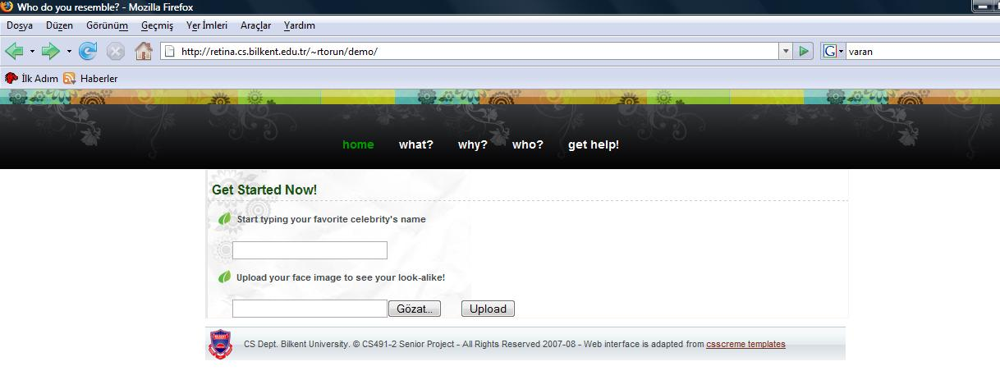 Who do you resemble? - Mozilla Firefox
Dosya Düzen Görünüm Geçmiş Yer İmleri Araçlar Yardım
http://retina.cs.bilkent.edu.tr/~rtorun/demo/ G varan
İlk Adım Haberler
home what? why? who? get help!
Get Started Now!
Start typing your favorite celebrity's name
Upload your face image to see your look-alike!
Gözat... Upload
CS Dept. Bilkent University. © CS491-2 Senior Project - All Rights Reserved 2007-08 - Web interface is adapted from csscreme templates